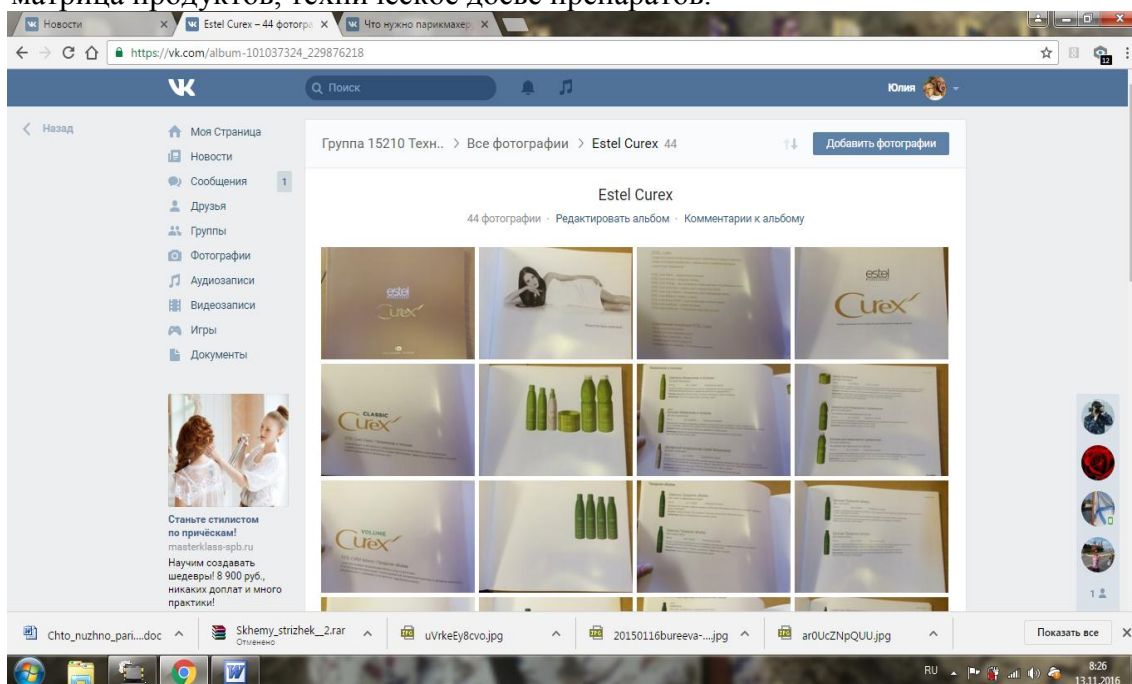 матрица продуктов, техническое досье препаратов.
Новости
Estel Curex – 44 фотогра
Что нужно парикмахер
https://vk.com/album-101037324_229876218
12
Поиск
Юлия
Назад
Моя Страница
Новости
Сообщения 1
Друзья
Группы
Фотографии
Аудиозаписи
Видеозаписи
Игры
Документы
Группа 15210 Техн.. > Все фотографии > Estel Curex 44
Добавить фотографии
Estel Curex
44 фотографии · Редактировать альбом · Комментарии к альбому
estel
Curex
estel
Curex
CLASSIC
Curex
VOLUME
Curex
Станьте стилистом
по причёскам!
masterklass-spb.ru
Научим создавать
шедевры! 8 900 руб.,
никаких доплат и много
практики!
1
Chto_nuzhno_pari....doc
Skhemy_strizhek__2.rar
Отменено
uVrkeEy8cvo.jpg
20150116bureeva-....jpg
ar0UcZNpQUU.jpg
Показать все
RU
8:26
13.11.2016